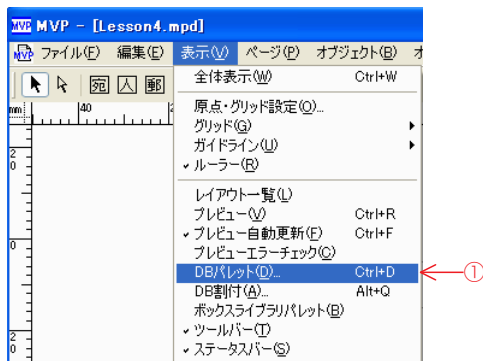 MVP MVP - [Lesson4.mpd]
MVP ファイル(F) 編集(E) 表示(V) ページ(P) オブジェクト(B)
宛 人 郵
全体表示(W) Ctrl+W
mm 40
原点・グリッド設定(O)...
グリッド(G)
ガイドライン(U)
20
✓ルーラー(R)
レイアウト一覧(L)
プレビュー(V) Ctrl+R
✓プレビュー自動更新(F) Ctrl+F
0
プレビューエラーチェック(C)
DBパレット(D)... Ctrl+D ①
DB割付(A)... Alt+Q
ボックスライブラリパレット(B)
✓ツールバー(T)
20
✓ステータスバー(S)